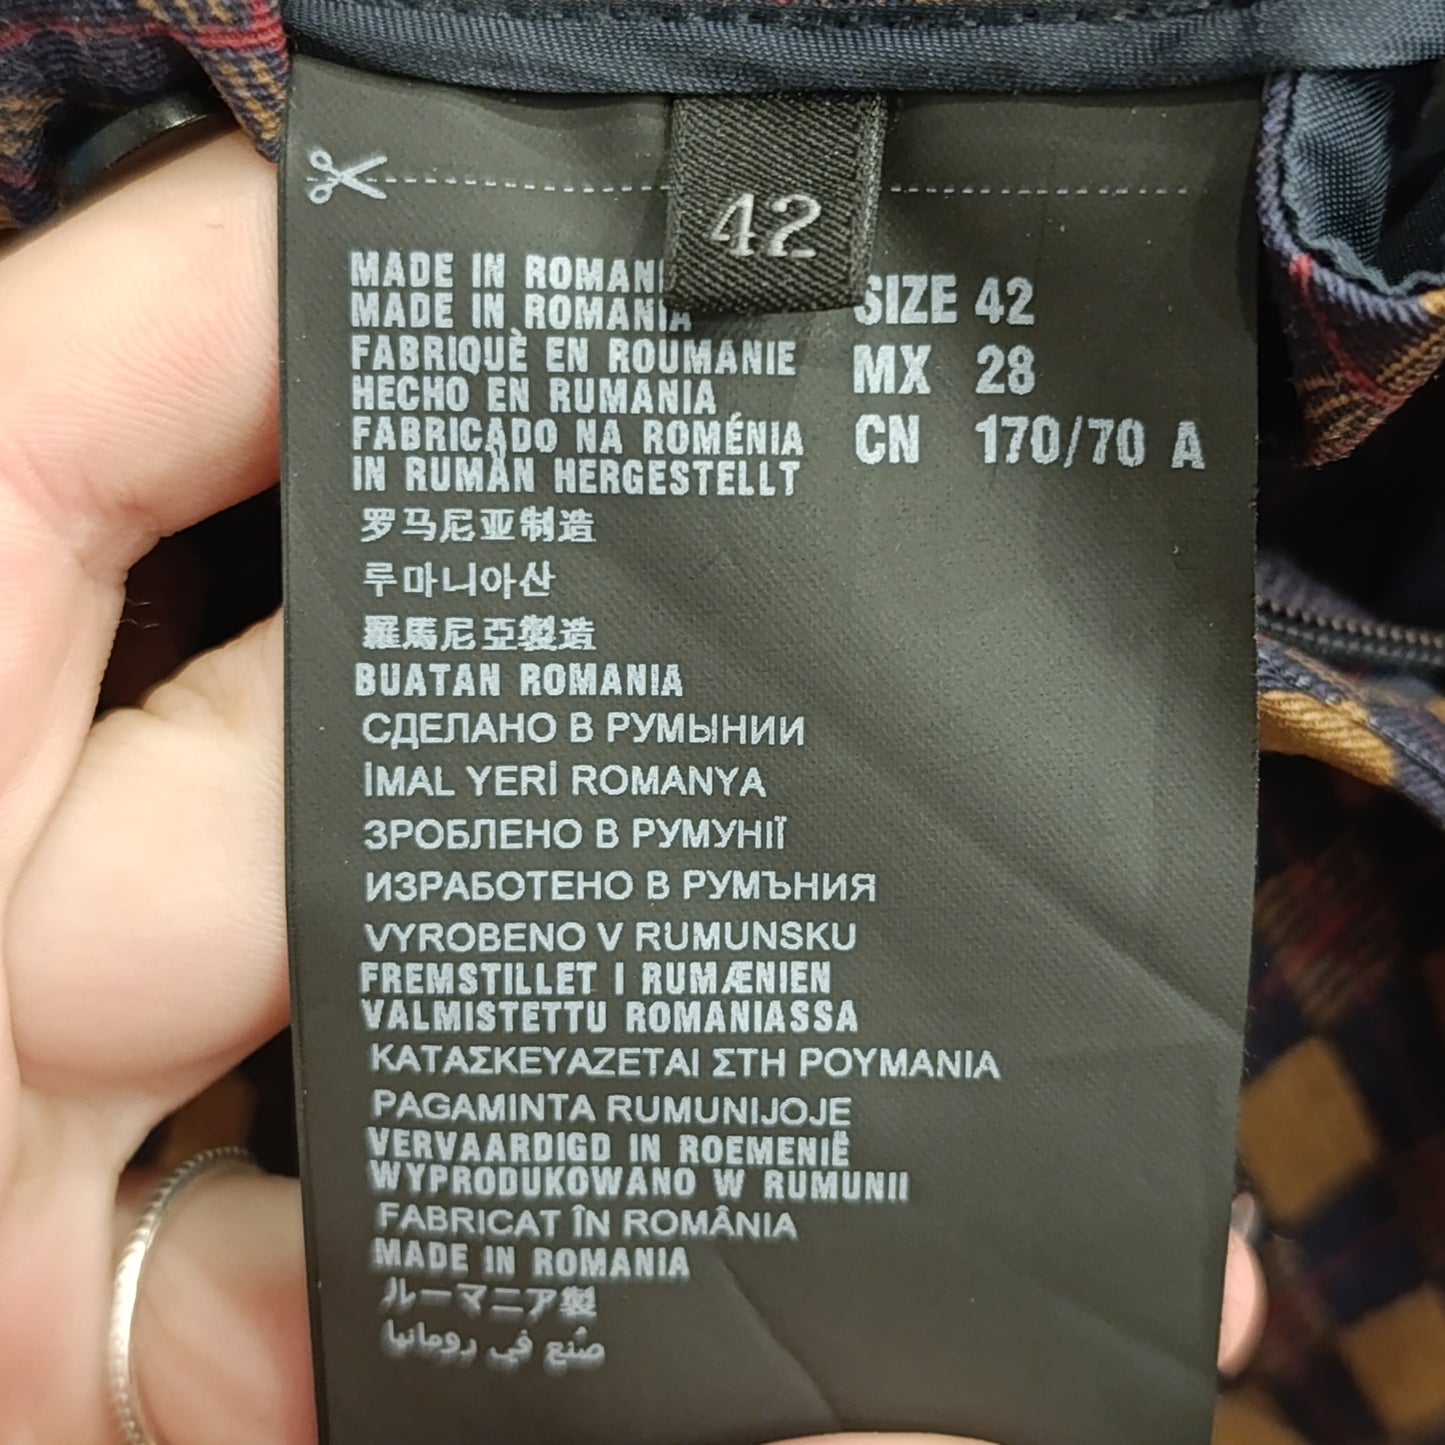 42
MADE IN ROMANI
MADE IN ROMANIA
FABRIQUÈ EN ROUMANIE
HECHO EN RUMANIA
FABRICADO NA ROMÉNIA
IN RUMÄN HERGESTELLT
罗马尼亚制造
루마니아산
羅馬尼亞製造
BUATAN ROMANIA
СДЕЛАНО В РУМЫНИИ
İMAL YERİ ROMANYA
ЗРОБЛЕНО В РУМУНІЇ
ИЗРАБОТЕНО В РУМЪНИЯ
VYROBENO V RUMUNSKU
FREMSTILLET I RUMÆNIEN
VALMISTETTU ROMANIASSA
ΚΑΤΑΣΚΕΥΑΖΕΤΑΙ ΣΤΗ ΡΟΥΜΑΝΙΑ
PAGAMINTA RUMUNIJOJE
VERVAARDIGD IN ROEMENIË
WYPRODUKOWANO W RUMUNII
FABRICAT ÎN ROMÂNIA
MADE IN ROMANIA
ルーマニア製
صُنع في رومانيا
SIZE 42
MX 28
CN 170/70 A